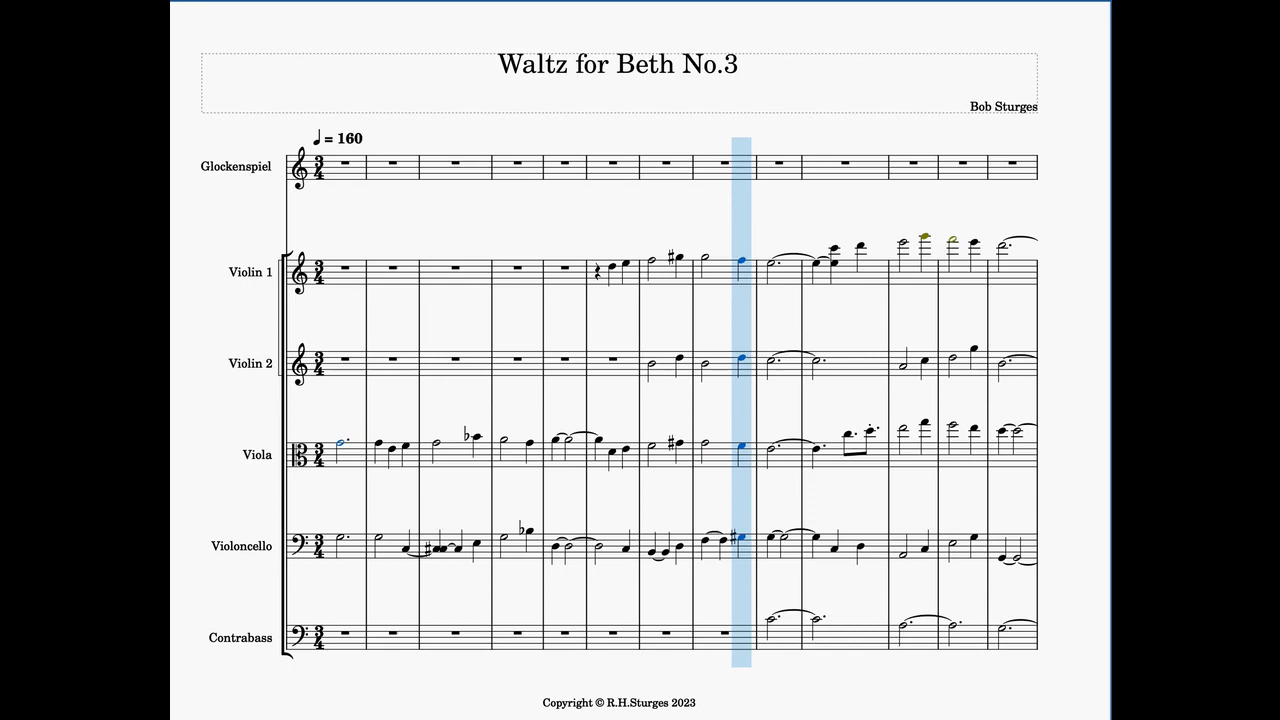 Waltz for Beth No.3
Bob Sturges
♩ = 160
Glockenspiel
Violin 1
Violin 2
Viola
Violoncello
Contrabass
Copyright © R.H.Sturges 2023